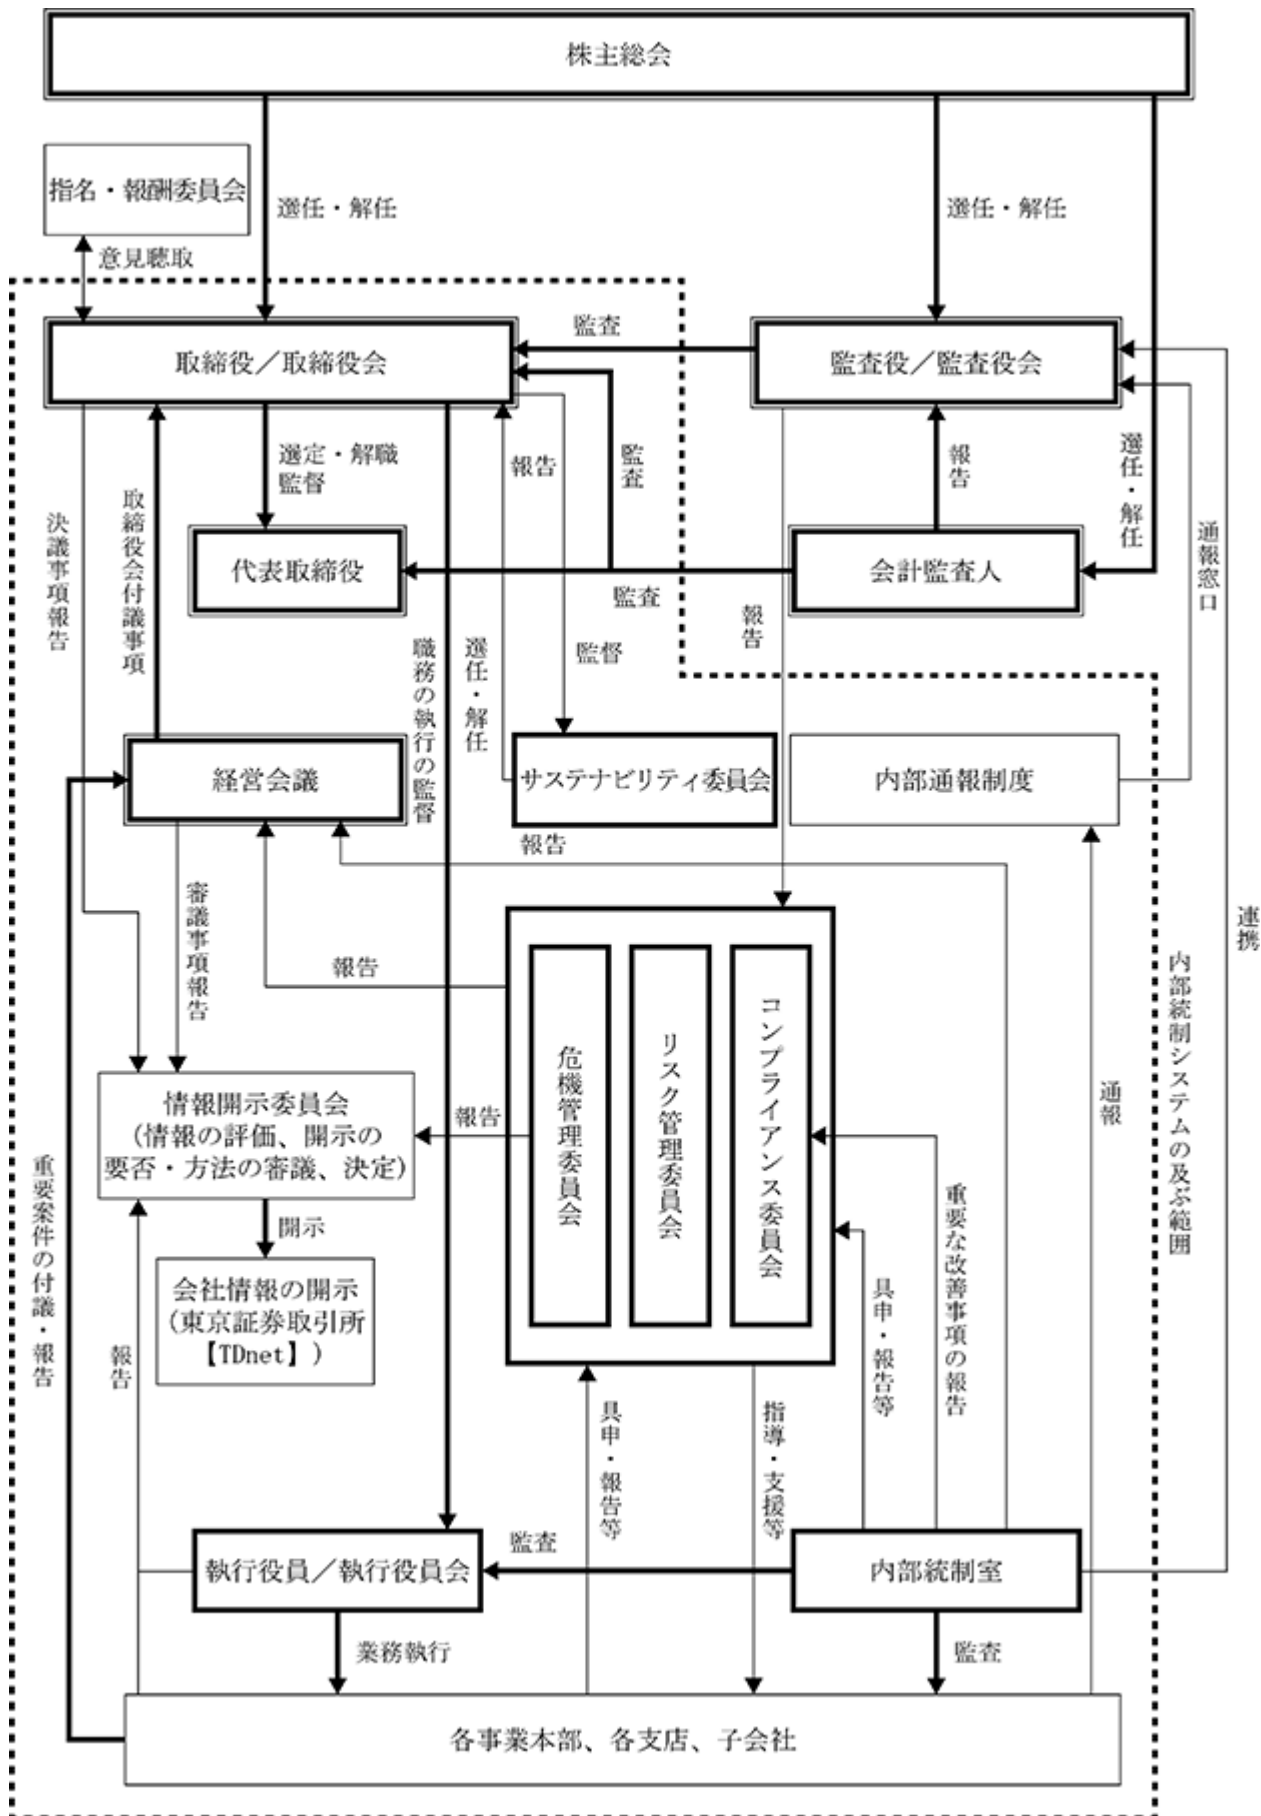 株主総会
指名・報酬委員会
選任・解任
選任・解任
意見聴取
取締役／取締役会
監査
監査役／監査役会
選定・解職
監督
報告
監査
報告
選任・解任
通報窓口
決議事項報告
取締役会付議事項
代表取締役
監査
会計監査人
報告
職務の執行の監督
選任・解任
監督
経営会議
サステナビリティ委員会
内部通報制度
報告
審議事項報告
報告
連携
内部統制システムの及ぶ範囲
危機管理委員会
リスク管理委員会
コンプライアンス委員会
情報開示委員会
(情報の評価、開示の
要否・方法の審議、決定)
報告
通報
重要案件の付議・報告
開示
会社情報の開示
(東京証券取引所
【TDnet】)
報告
重要な改善事項の報告
具申・報告等
具申・報告等
指導・支援等
執行役員／執行役員会
監査
内部統制室
業務執行
監査
各事業本部、各支店、子会社